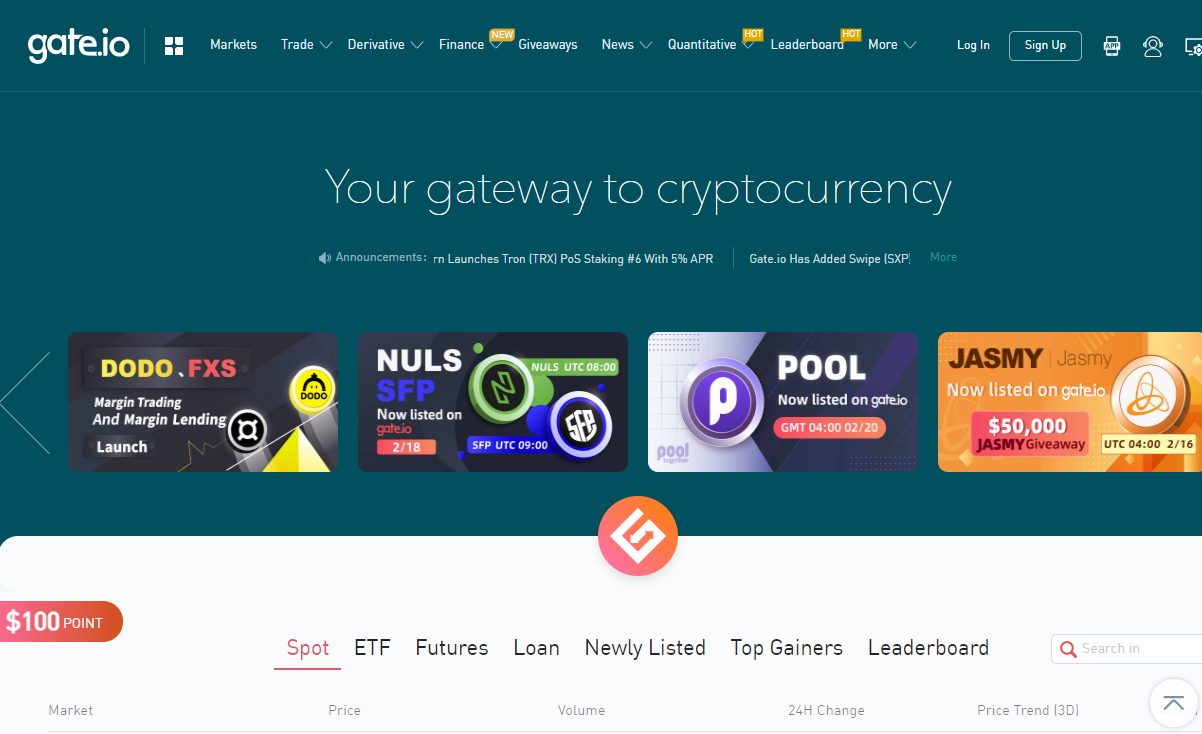 gate.io
Markets Trade Derivative Finance NEW Giveaways News Quantitative HOT Leaderboard HOT More Log In Sign Up APP
Your gateway to cryptocurrency
Announcements: rn Launches Tron (TRX) PoS Staking #6 With 5% APR Gate.io Has Added Swipe (SXP) More
DODO、FXS
Margin Trading
And Margin Lending
Launch
DODO
NULS
SFP
Now listed on
gate.io
2/18
NULS UTC 08:00
SFP UTC 09:00
SFP
POOL
Now listed on gate.io
GMT 04:00 02/20
P
pool
together
JASMY | Jasmy
Now listed on gate.io
$50,000
JASMY Giveaway
UTC 04:00 2/16
$100 POINT
Spot ETF Futures Loan Newly Listed Top Gainers Leaderboard Search in
Market Price Volume 24H Change Price Trend (3D)